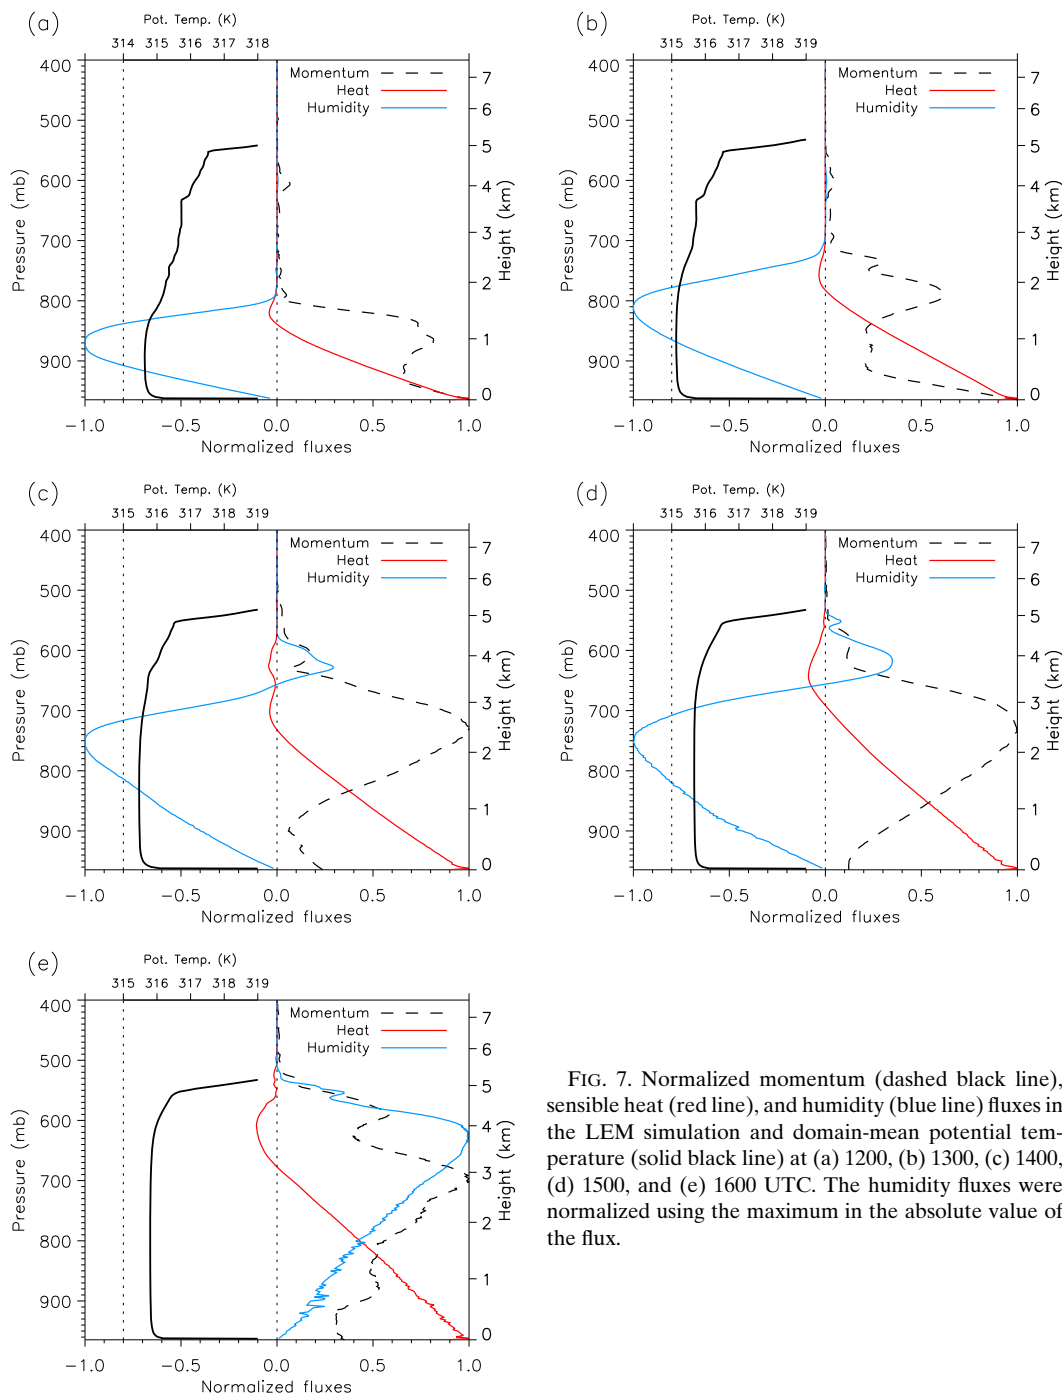 (a)
Pot. Temp. (K)
314 315 316 317 318
Momentum
Heat
Humidity
400
500
600
700
800
900
Pressure (mb)
7
6
5
4
3
2
1
0
Height (km)
−1.0 −0.5 0.0 0.5 1.0
Normalized fluxes
(b)
Pot. Temp. (K)
315 316 317 318 319
Momentum
Heat
Humidity
400
500
600
700
800
900
Pressure (mb)
7
6
5
4
3
2
1
0
Height (km)
−1.0 −0.5 0.0 0.5 1.0
Normalized fluxes
(c)
Pot. Temp. (K)
315 316 317 318 319
Momentum
Heat
Humidity
400
500
600
700
800
900
Pressure (mb)
7
6
5
4
3
2
1
0
Height (km)
−1.0 −0.5 0.0 0.5 1.0
Normalized fluxes
(d)
Pot. Temp. (K)
315 316 317 318 319
Momentum
Heat
Humidity
400
500
600
700
800
900
Pressure (mb)
7
6
5
4
3
2
1
0
Height (km)
−1.0 −0.5 0.0 0.5 1.0
Normalized fluxes
(e)
Pot. Temp. (K)
315 316 317 318 319
Momentum
Heat
Humidity
400
500
600
700
800
900
Pressure (mb)
7
6
5
4
3
2
1
0
Height (km)
−1.0 −0.5 0.0 0.5 1.0
Normalized fluxes
FIG. 7. Normalized momentum (dashed black line),
sensible heat (red line), and humidity (blue line) fluxes in
the LEM simulation and domain-mean potential tem-
perature (solid black line) at (a) 1200, (b) 1300, (c) 1400,
(d) 1500, and (e) 1600 UTC. The humidity fluxes were
normalized using the maximum in the absolute value of
the flux.